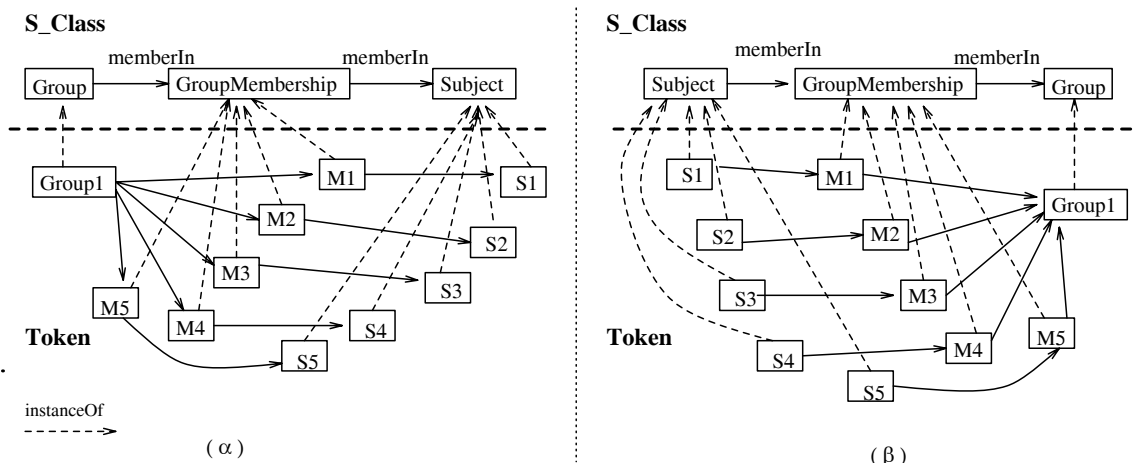 S_Class
memberIn
memberIn
Group
GroupMembership
Subject
Group1
M1
S1
M2
S2
M3
S3
M5
M4
S4
Token
S5
instanceOf
( α )
S_Class
memberIn
memberIn
Subject
GroupMembership
Group
S1
M1
Group1
S2
M2
S3
M3
Token
S4
M4
M5
S5
( β )